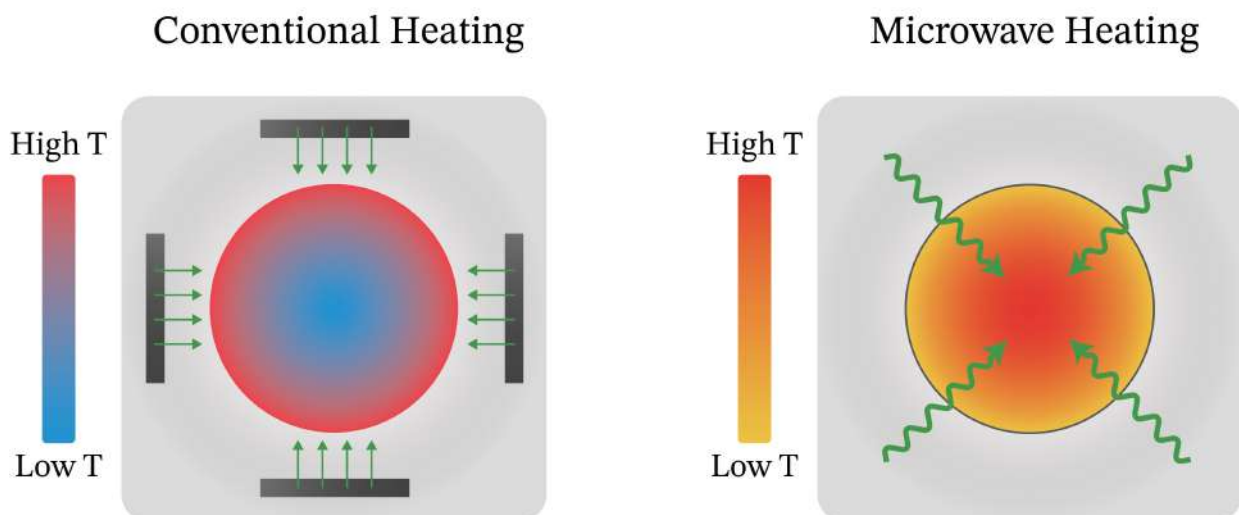 Conventional Heating
Microwave Heating
High T
Low T
High T
Low T